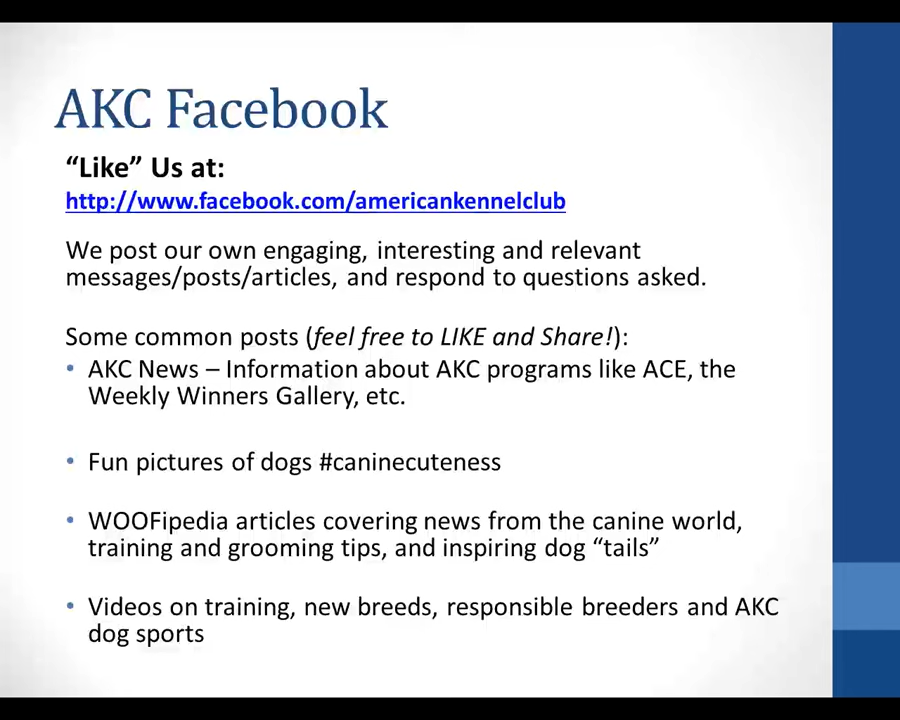 AKC Facebook
“Like” Us at:
http://www.facebook.com/americankennelclub
We post our own engaging, interesting and relevant
messages/posts/articles, and respond to questions asked.
Some common posts (feel free to LIKE and Share!):
• AKC News – Information about AKC programs like ACE, the
Weekly Winners Gallery, etc.
• Fun pictures of dogs #caninecuteness
• WOOFipedia articles covering news from the canine world,
training and grooming tips, and inspiring dog “tails”
• Videos on training, new breeds, responsible breeders and AKC
dog sports